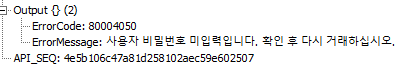 Output {} (2)
ErrorCode: 80004050
ErrorMessage: 사용자 비밀번호 미입력입니다. 확인 후 다시 거래하십시오.
API_SEQ: 4e5b106c47a81d258102aec59e602507